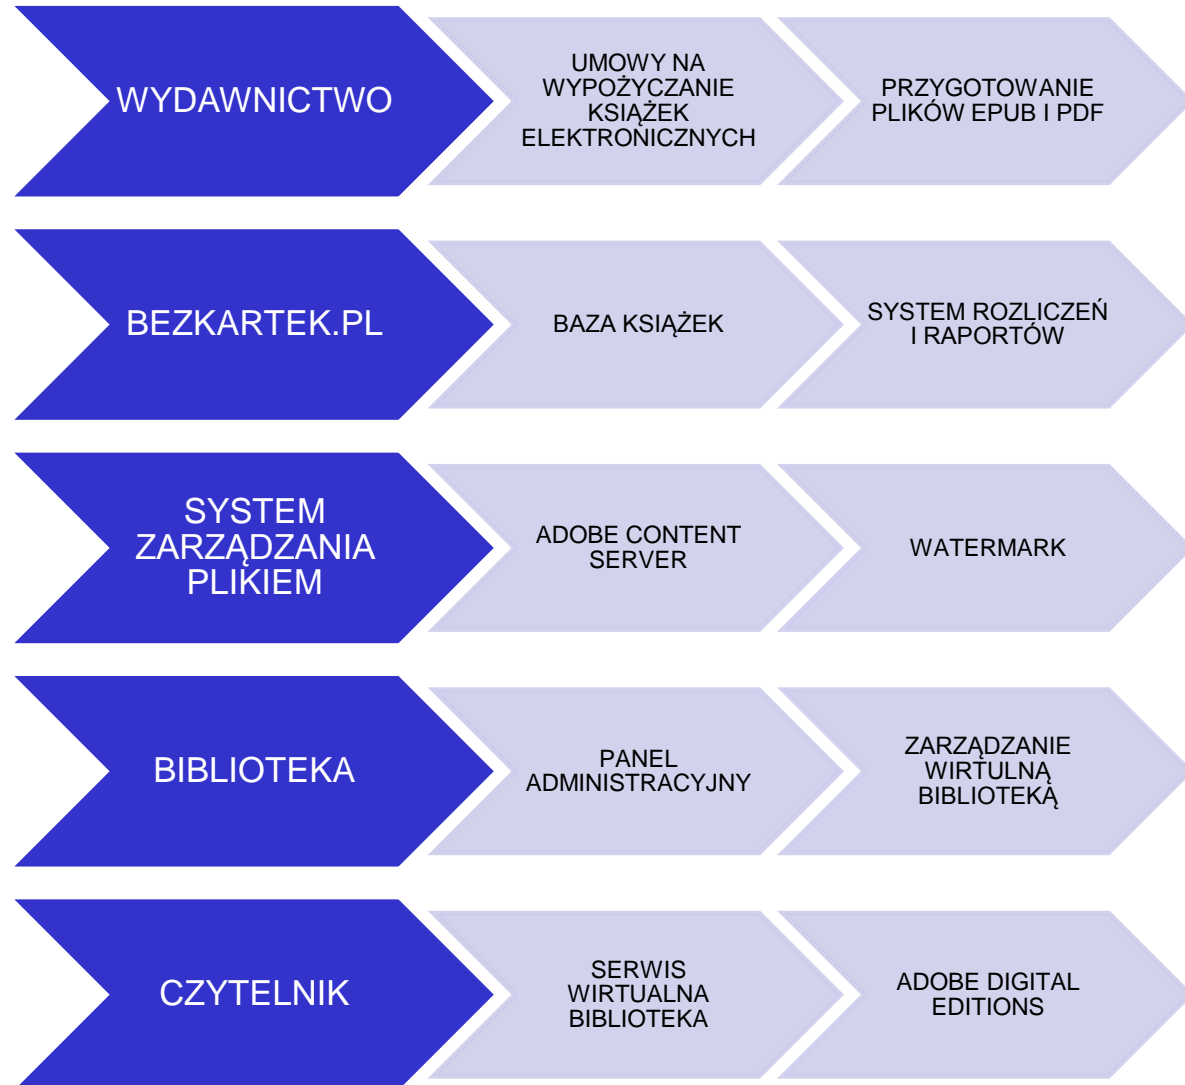 WYDAWNICTWO
UMOWY NA
WYPOŻYCZANIE
KSIĄŻEK
ELEKTRONICZNYCH
PRZYGOTOWANIE
PLIKÓW EPUB I PDF
BEZKARTEK.PL
BAZA KSIĄŻEK
SYSTEM ROZLICZEŃ
I RAPORTÓW
SYSTEM
ZARZĄDZANIA
PLIKIEM
ADOBE CONTENT
SERVER
WATERMARK
BIBLIOTEKA
PANEL
ADMINISTRACYJNY
ZARZĄDZANIE
WIRTULNĄ
BIBLIOTEKĄ
CZYTELNIK
SERWIS
WIRTUALNA
BIBLIOTEKA
ADOBE DIGITAL
EDITIONS